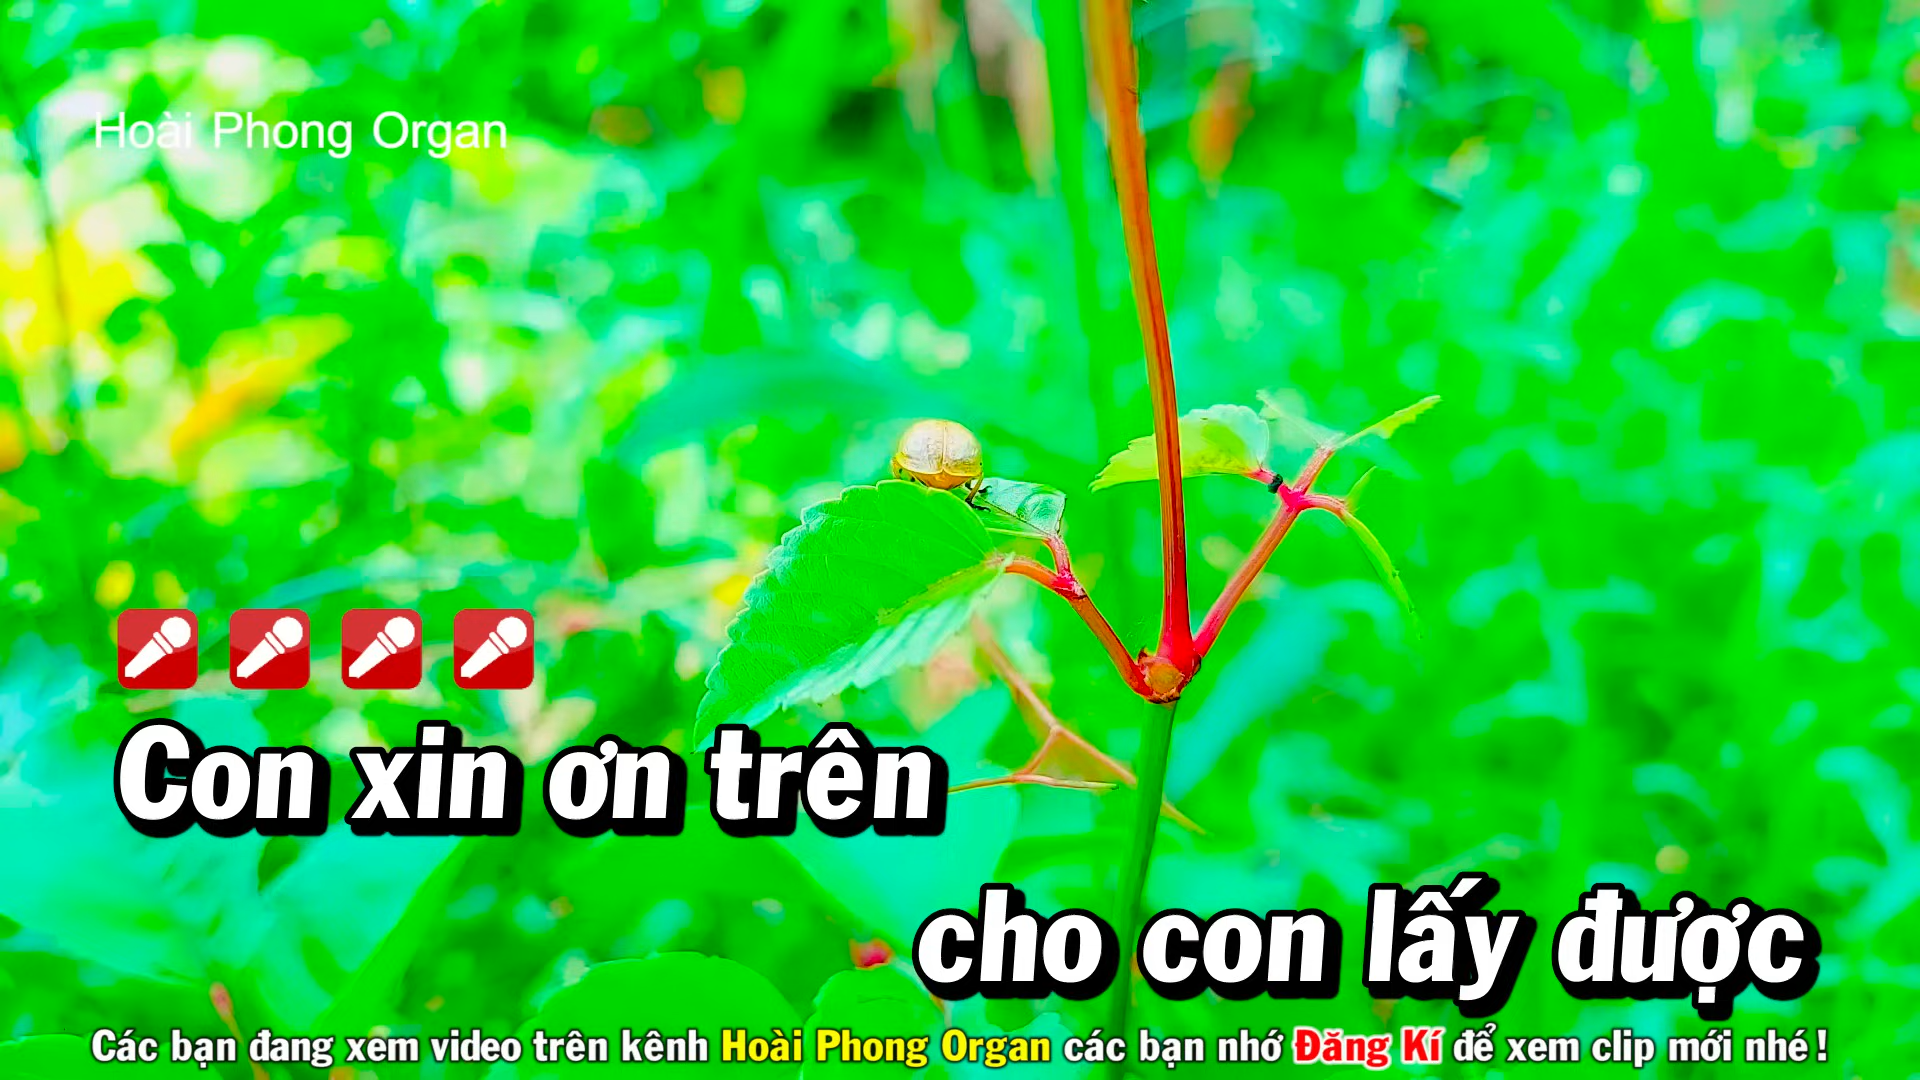 Hoài Phong Organ
Con xin ơn trên
cho con lấy được
Các bạn đang xem video trên kênh Hoài Phong Organ các bạn nhớ Đăng Kí để xem clip mới nhé !